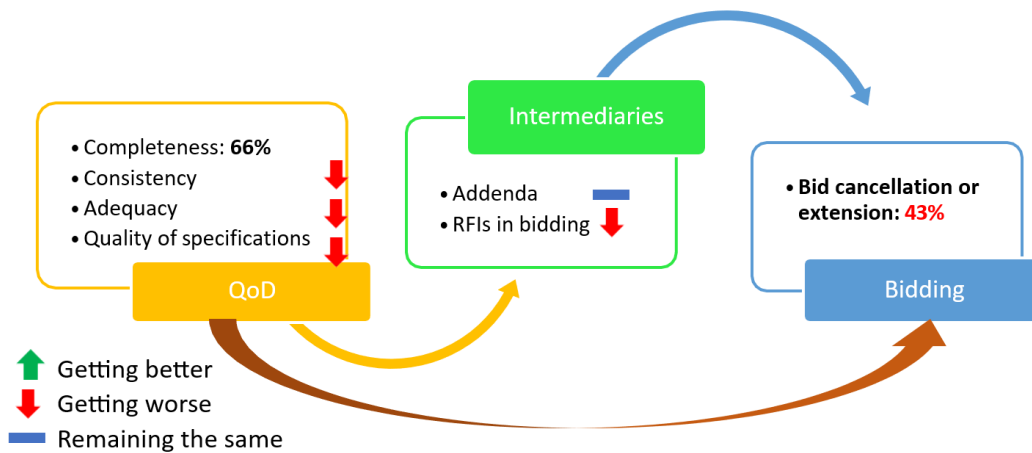 • Completeness: 66%
• Consistency
• Adequacy
• Quality of specifications
QoD
Intermediaries
• Addenda
• RFIs in bidding
• Bid cancellation or
extension: 43%
Bidding
Getting better
Getting worse
Remaining the same